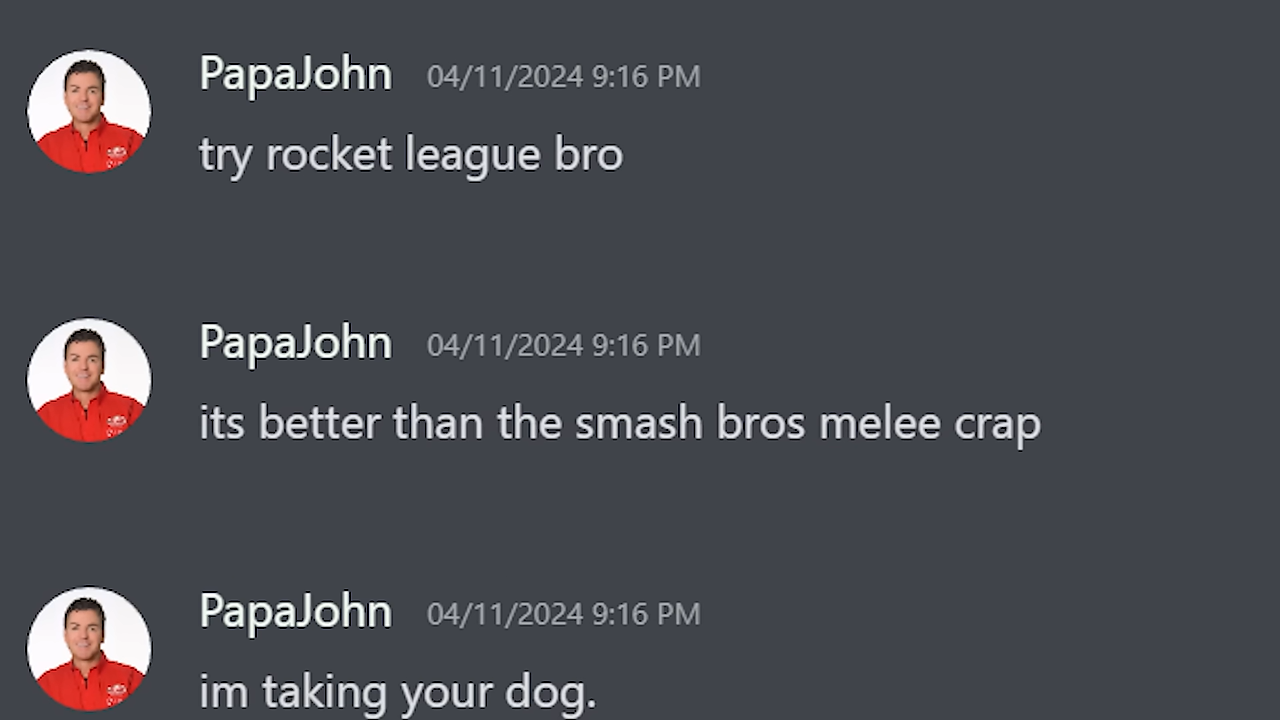 PapaJohn 04/11/2024 9:16 PM
try rocket league bro
PapaJohn 04/11/2024 9:16 PM
its better than the smash bros melee crap
PapaJohn 04/11/2024 9:16 PM
im taking your dog.